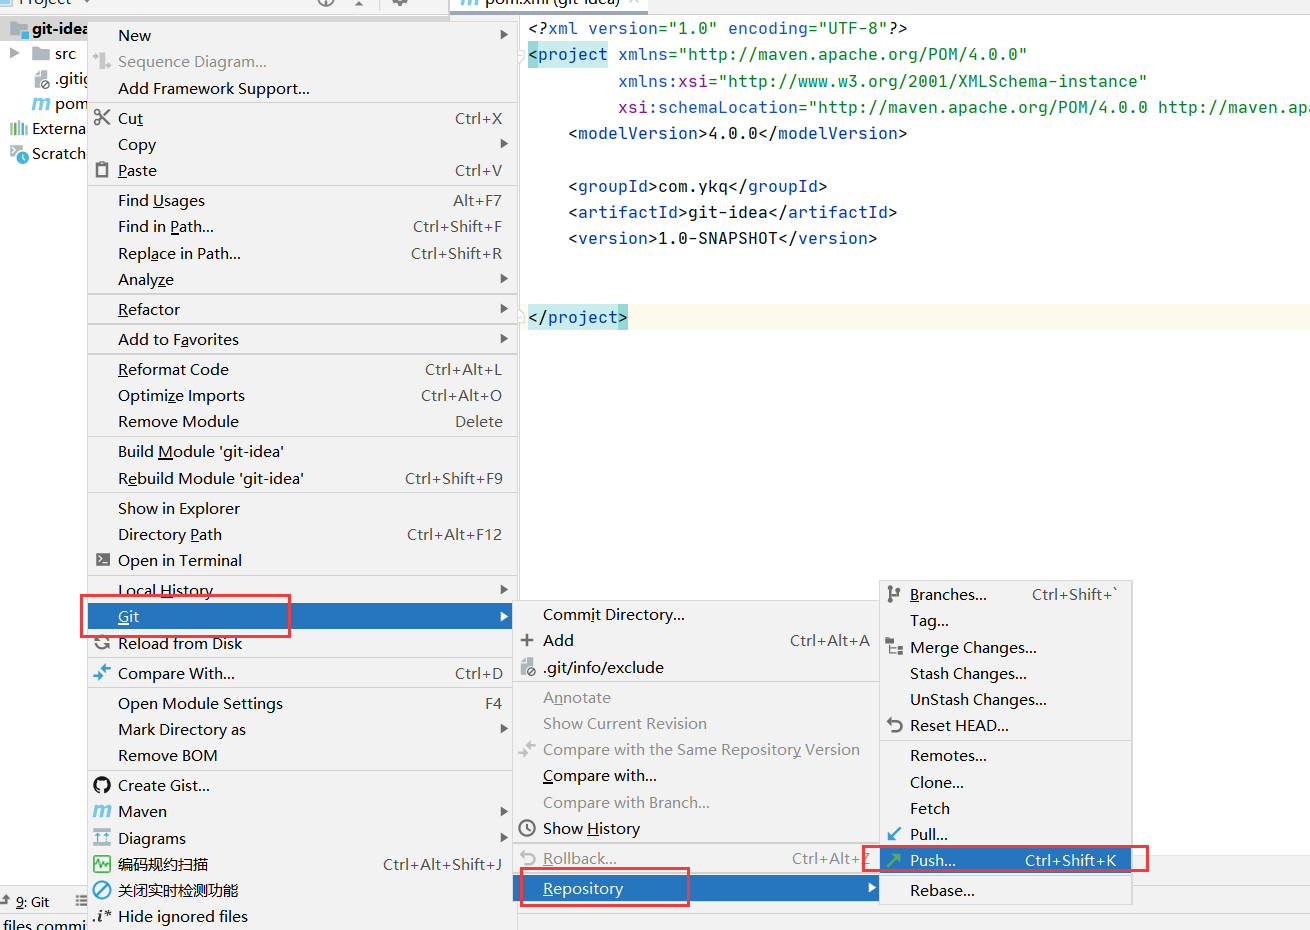 Project
pom.xml (git-idea)
git-idea
src
.gitig
pom
Externa
Scratch
New
Sequence Diagram...
Add Framework Support...
Cut Ctrl+X
Copy
Paste Ctrl+V
Find Usages Alt+F7
Find in Path... Ctrl+Shift+F
Replace in Path... Ctrl+Shift+R
Analyze
Refactor
Add to Favorites
Reformat Code Ctrl+Alt+L
Optimize Imports Ctrl+Alt+O
Remove Module Delete
Build Module 'git-idea'
Rebuild Module 'git-idea' Ctrl+Shift+F9
Show in Explorer
Directory Path Ctrl+Alt+F12
Open in Terminal
Local History
Git
Reload from Disk
Compare With... Ctrl+D
Open Module Settings F4
Mark Directory as
Remove BOM
Create Gist...
Maven
Diagrams
编码规约扫描 Ctrl+Alt+Shift+J
关闭实时检测功能
Hide ignored files
9: Git
files commi
<?xml version="1.0" encoding="UTF-8"?>
<project xmlns="http://maven.apache.org/POM/4.0.0"
xmlns:xsi="http://www.w3.org/2001/XMLSchema-instance"
xsi:schemaLocation="http://maven.apache.org/POM/4.0.0 http://maven.ap
<modelVersion>4.0.0</modelVersion>
<groupId>com.ykq</groupId>
<artifactId>git-idea</artifactId>
<version>1.0-SNAPSHOT</version>
</project>
Commit Directory...
Add Ctrl+Alt+A
.git/info/exclude
Annotate
Show Current Revision
Compare with the Same Repository Version
Compare with...
Compare with Branch...
Show History
Rollback... Ctrl+Alt+Z
Repository
Branches... Ctrl+Shift+`
Tag...
Merge Changes...
Stash Changes...
UnStash Changes...
Reset HEAD...
Remotes...
Clone...
Fetch
Pull...
Push... Ctrl+Shift+K
Rebase...